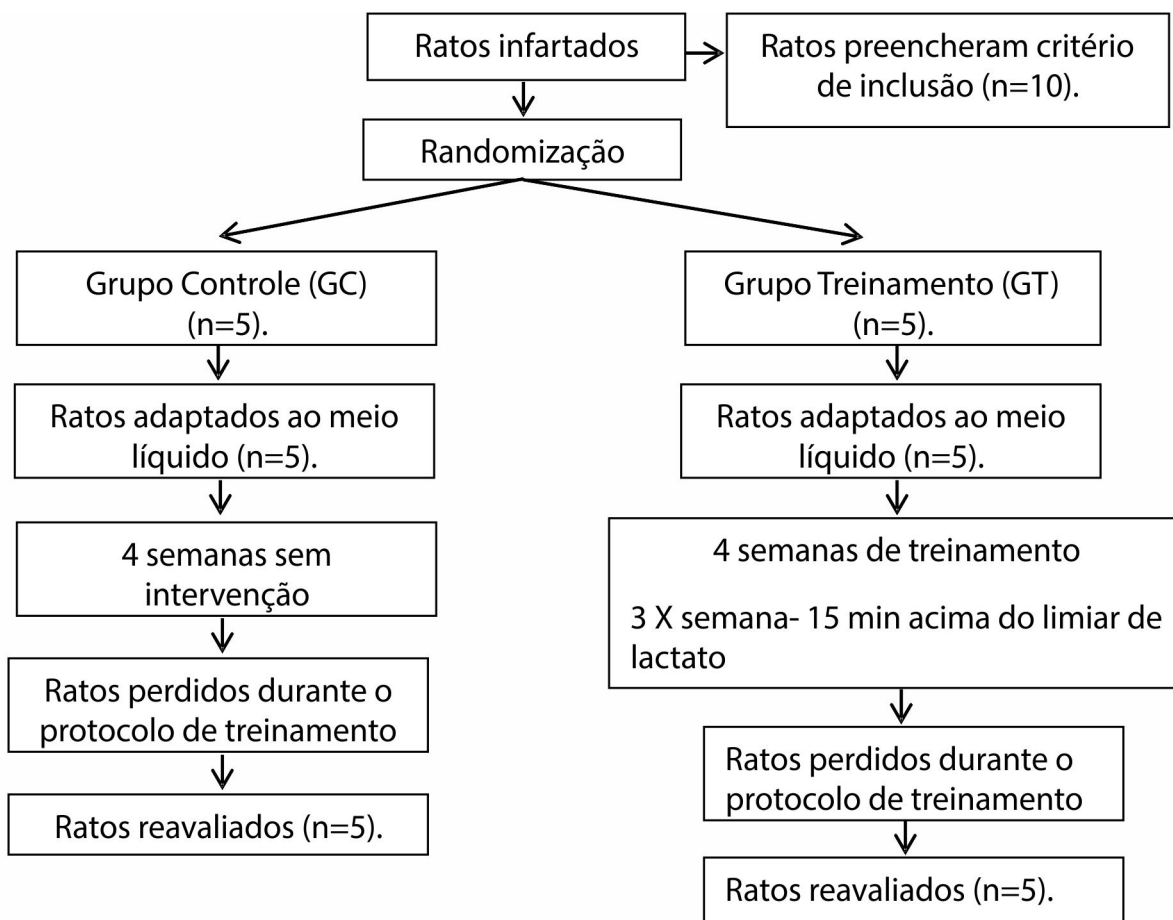 Ratos infartados
Ratos preencheram critério
de inclusão (n=10).
Randomização
Grupo Controle (GC)
(n=5).
Grupo Treinamento (GT)
(n=5).
Ratos adaptados ao meio
líquido (n=5).
Ratos adaptados ao meio
líquido (n=5).
4 semanas sem
intervenção
4 semanas de treinamento
3 X semana- 15 min acima do limiar de
lactato
Ratos perdidos durante o
protocolo de treinamento
Ratos perdidos durante o
protocolo de treinamento
Ratos reavaliados (n=5).
Ratos reavaliados (n=5).